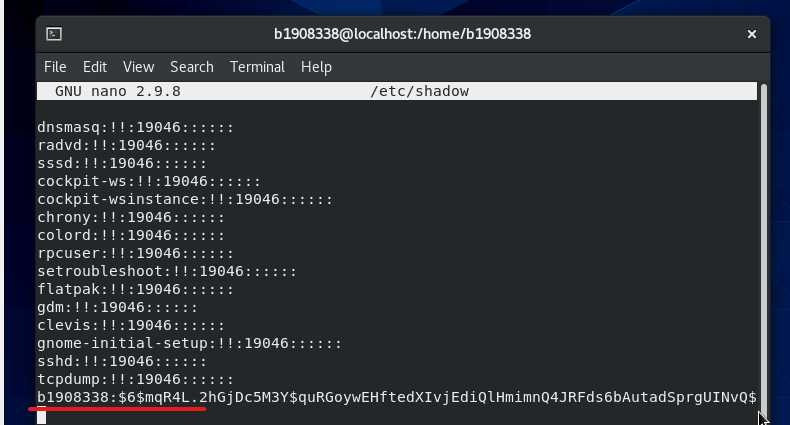 b1908338@localhost:/home/b1908338
File Edit View Search Terminal Help
GNU nano 2.9.8 /etc/shadow
dnsmasq:!!:19046::::::
radvd:!!:19046::::::
sssd:!!:19046::::::
cockpit-ws:!!:19046::::::
cockpit-wsinstance:!!:19046::::::
chrony:!!:19046::::::
colord:!!:19046::::::
rpcuser:!!:19046::::::
setroubleshoot:!!:19046::::::
flatpak:!!:19046::::::
gdm:!!:19046::::::
clevis:!!:19046::::::
gnome-initial-setup:!!:19046::::::
sshd:!!:19046::::::
tcpdump:!!:19046::::::
b1908338:$6$mqR4L.2hGjDc5M3Y$quRGoywEHftedXIvjEdiQlHmimnQ4JRFds6bAutadSprgUINvQ$